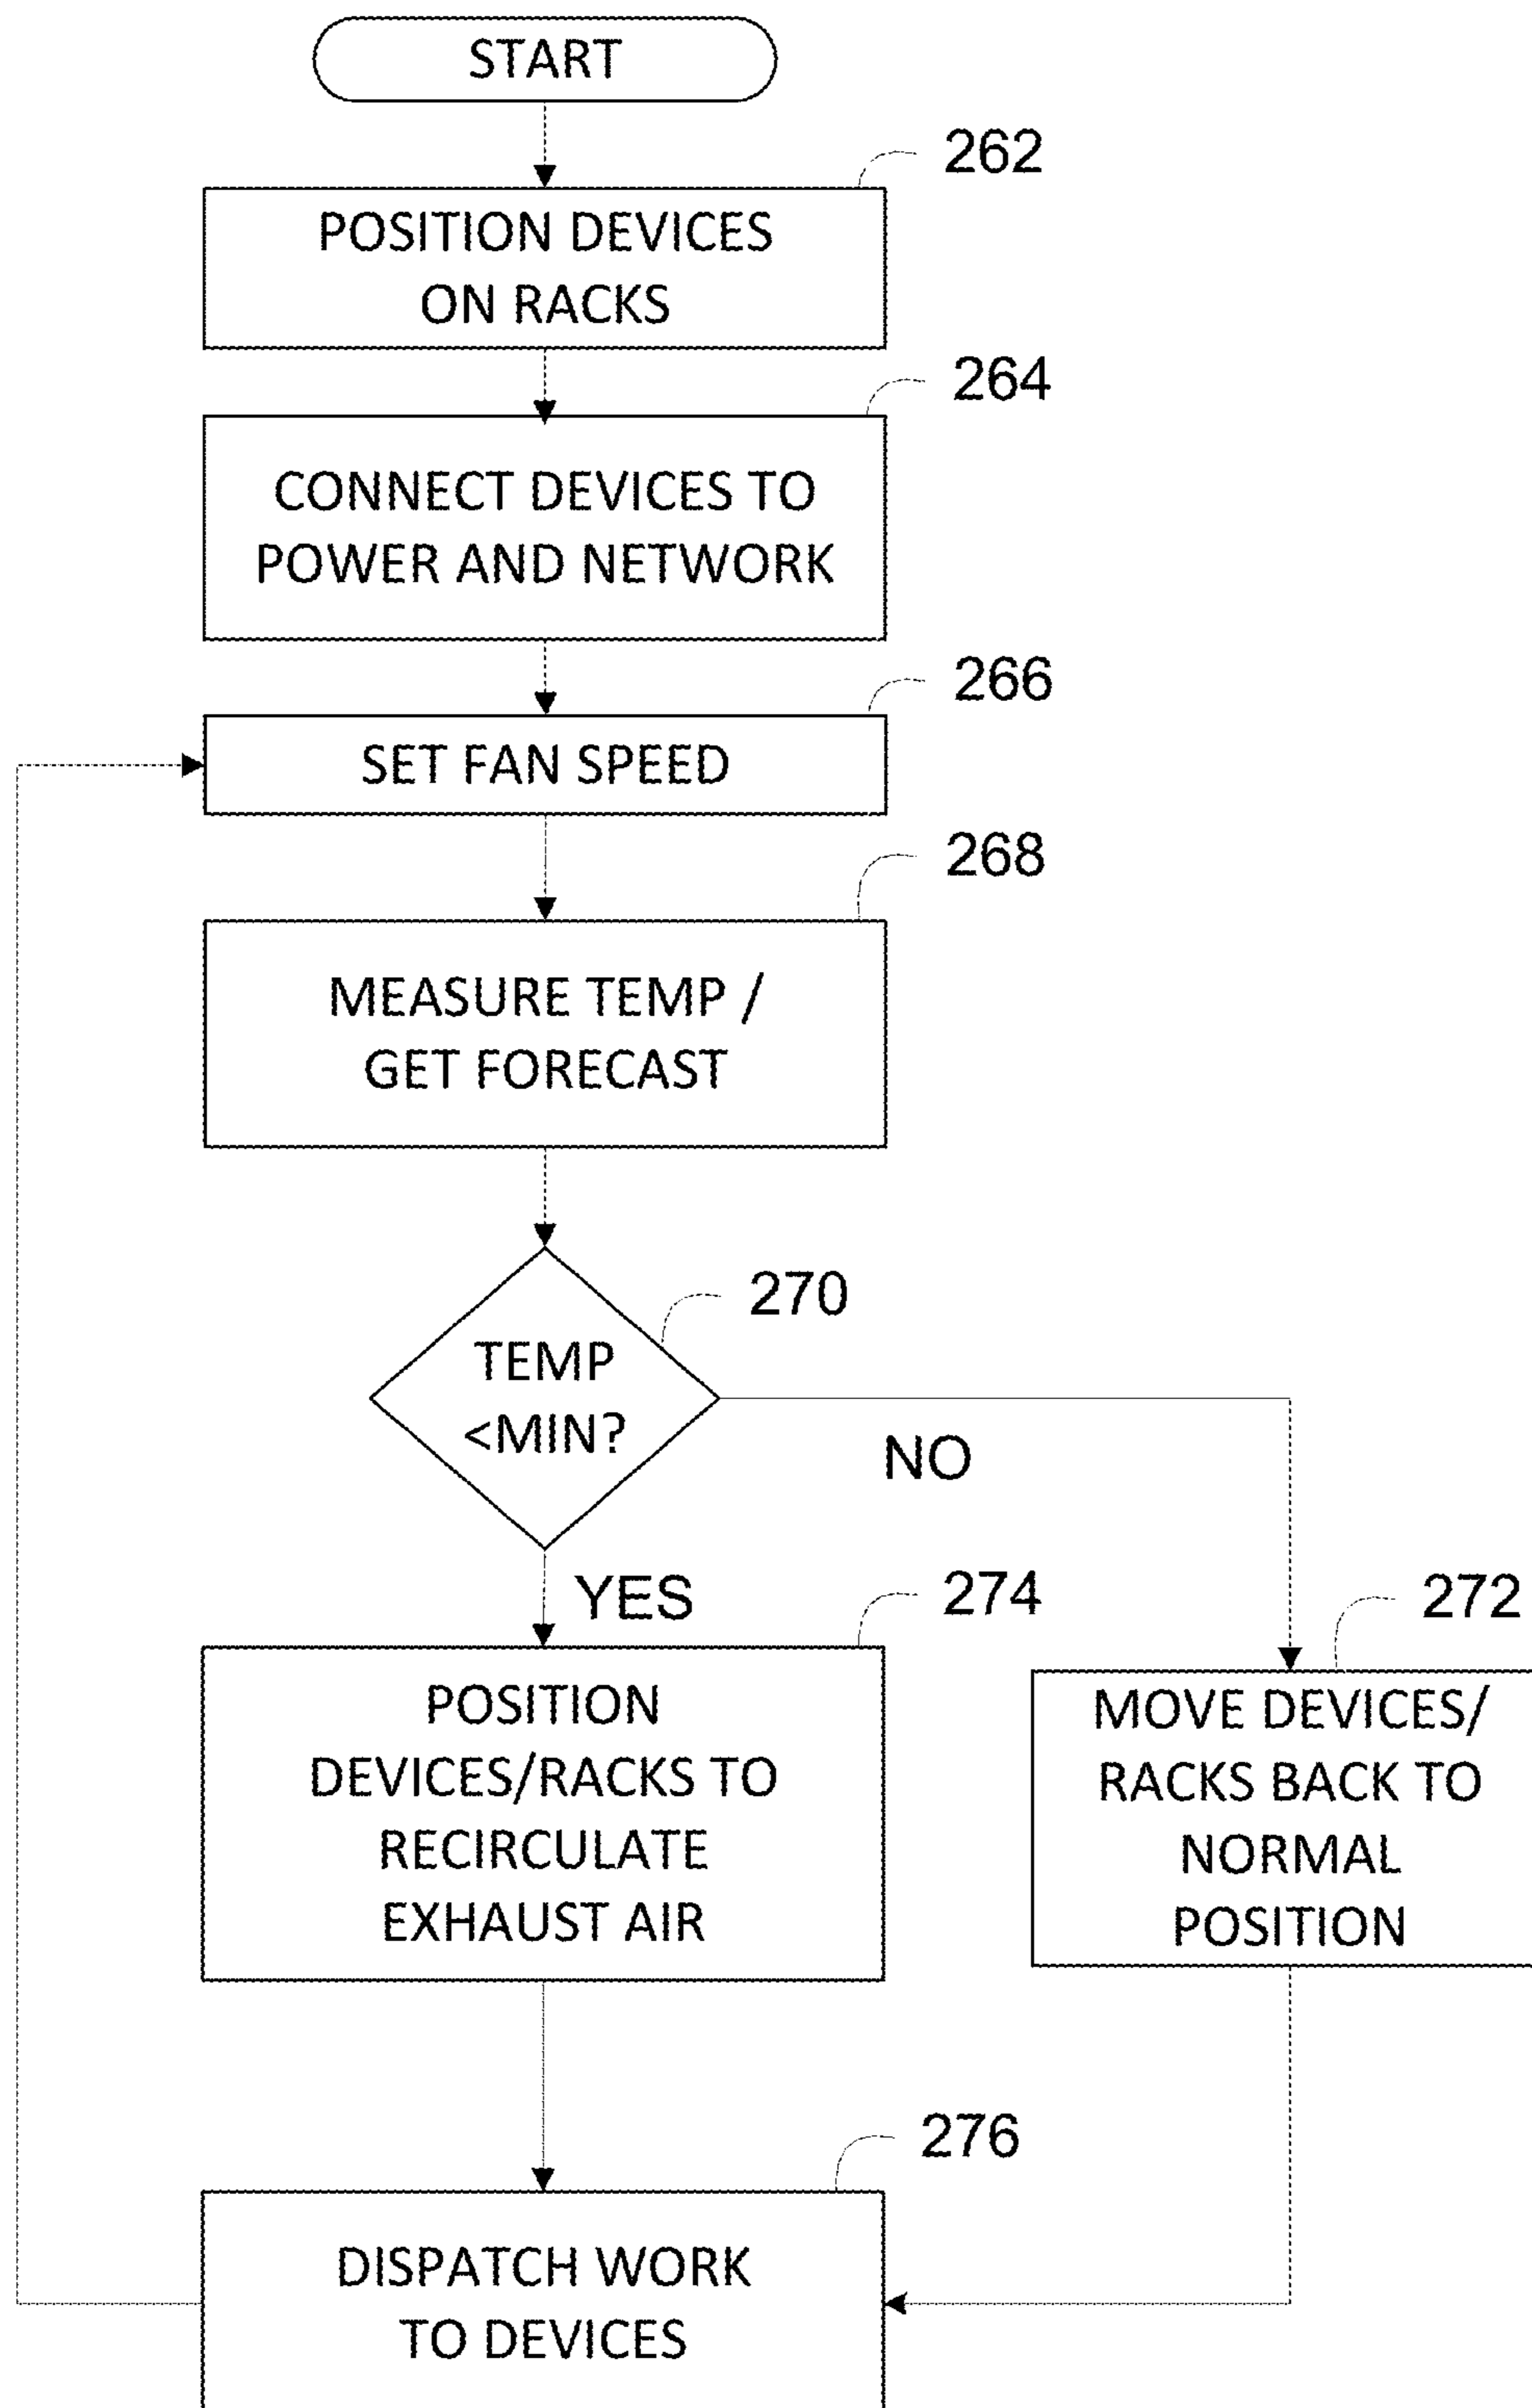 START
262
POSITION DEVICES
ON RACKS
264
CONNECT DEVICES TO
POWER AND NETWORK
266
SET FAN SPEED
268
MEASURE TEMP /
GET FORECAST
270
TEMP
<MIN?
NO
YES
274
POSITION
DEVICES/RACKS TO
RECIRCULATE
EXHAUST AIR
272
MOVE DEVICES/
RACKS BACK TO
NORMAL
POSITION
276
DISPATCH WORK
TO DEVICES